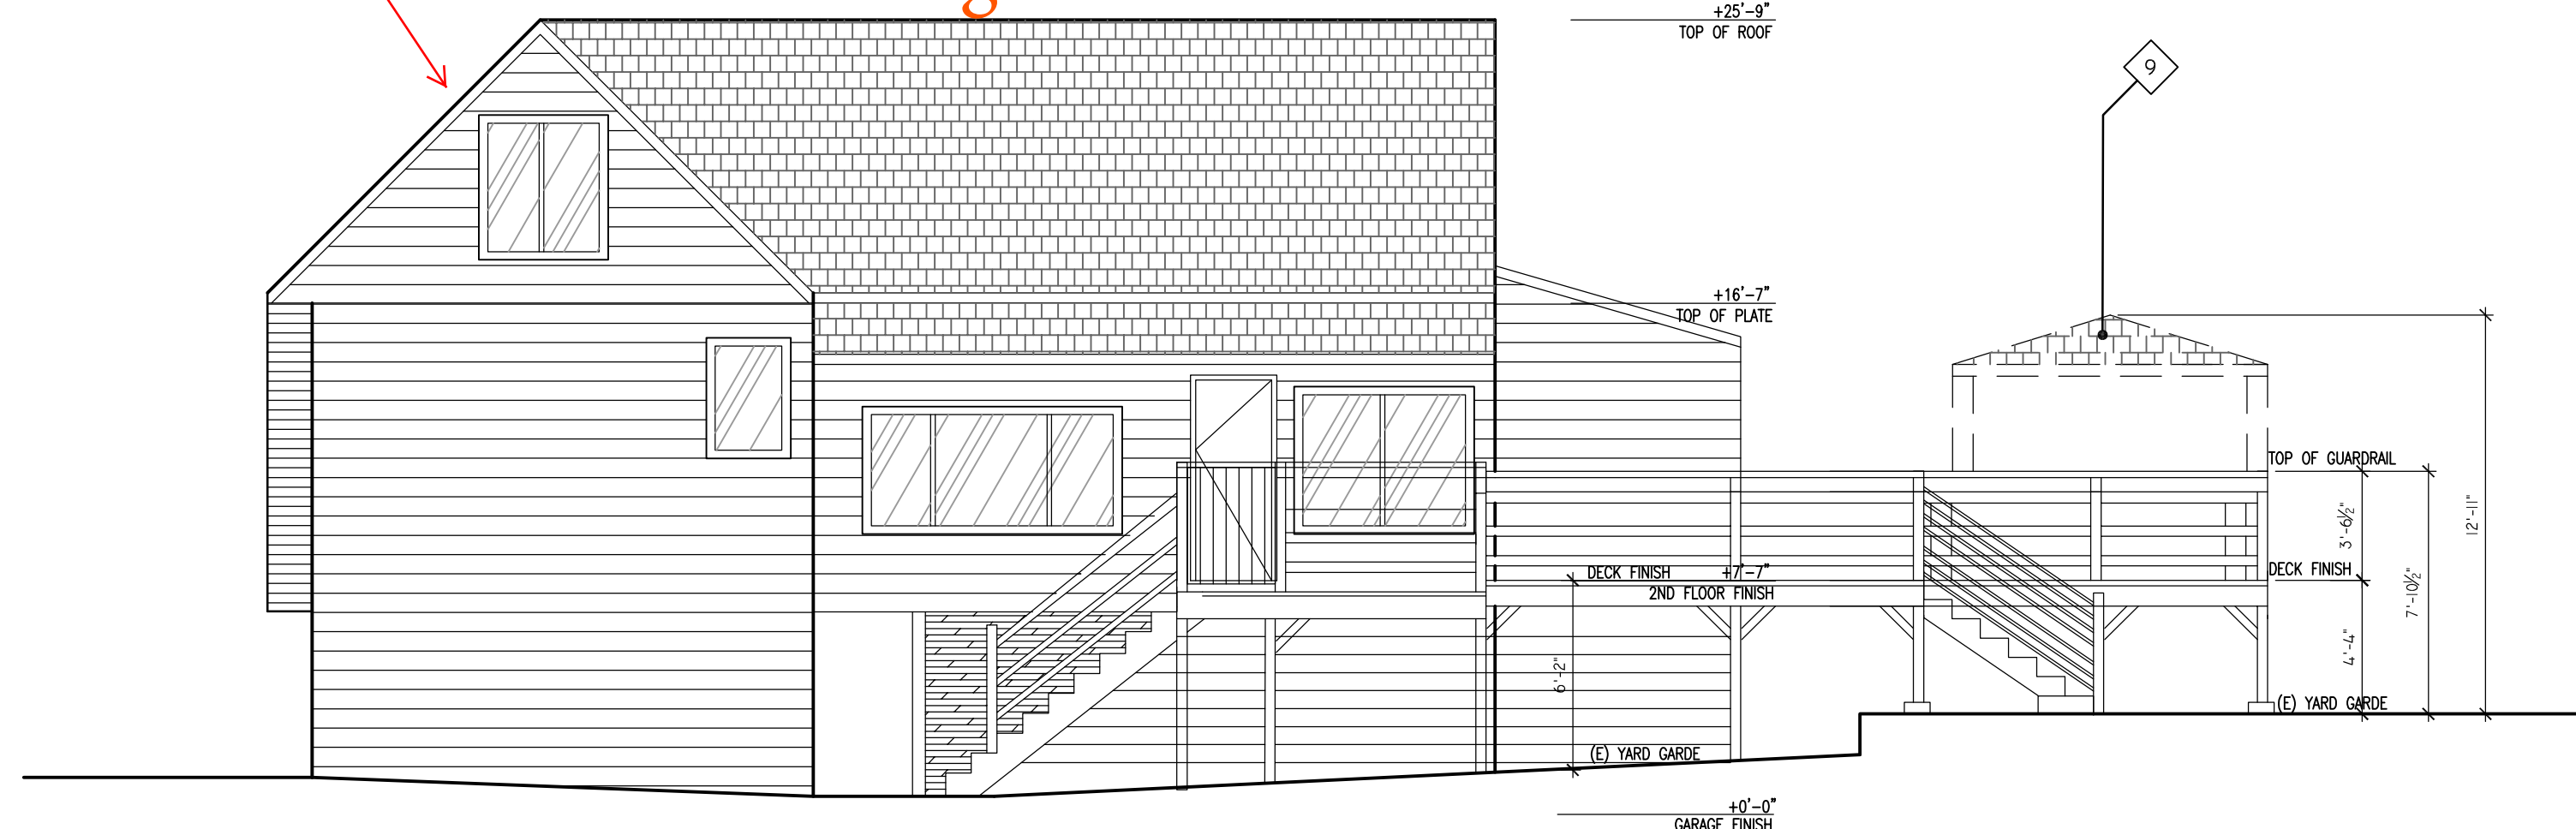 +25'-9"
TOP OF ROOF
9
+16'-7"
TOP OF PLATE
TOP OF GUARDRAIL
12'-11"
3'-6½"
DECK FINISH +7'-7"
2ND FLOOR FINISH
DECK FINISH
7'-10½"
4'-4"
6'-2"
(E) YARD GARDE
(E) YARD GARDE
+0'-0"
GARAGE FINISH